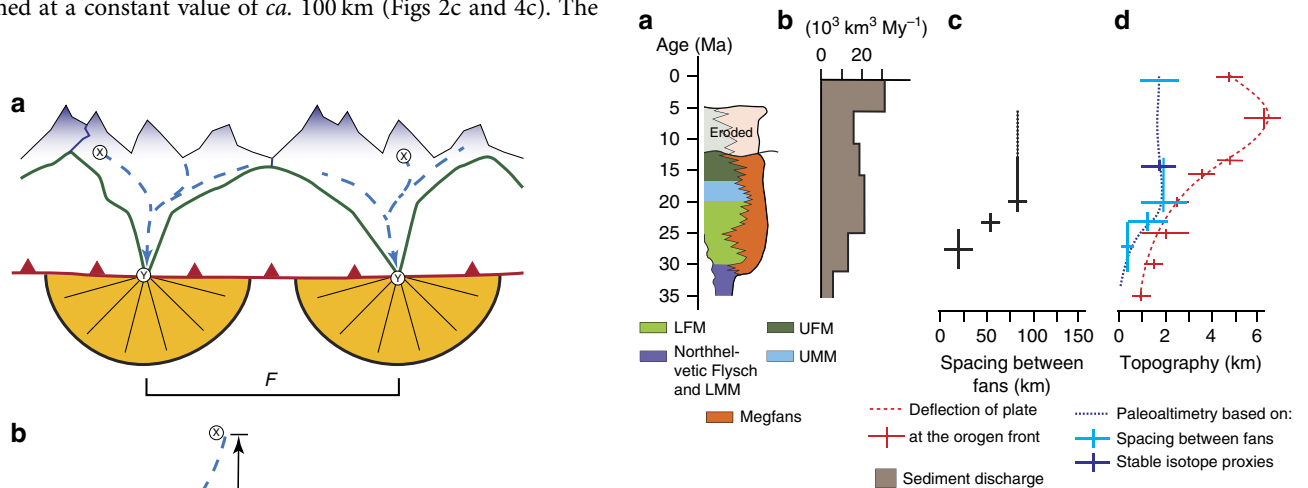 ned at a constant value of ca. 100 km (Figs 2c and 4c). The
a
X
X
Y
Y
F
b
X
a
b
c
d
Age (Ma)
(10³ km³ My⁻¹)
0 20
0
5
10
15
20
25
30
35
Eroded
LFM
UFM
Northhel-
vetic Flysch
and LMM
UMM
Megfans
0 50 100 150
Spacing between
fans (km)
0 2 4 6
Topography (km)
Deflection of plate
at the orogen front
Sediment discharge
Paleoaltimetry based on:
Spacing between fans
Stable isotope proxies